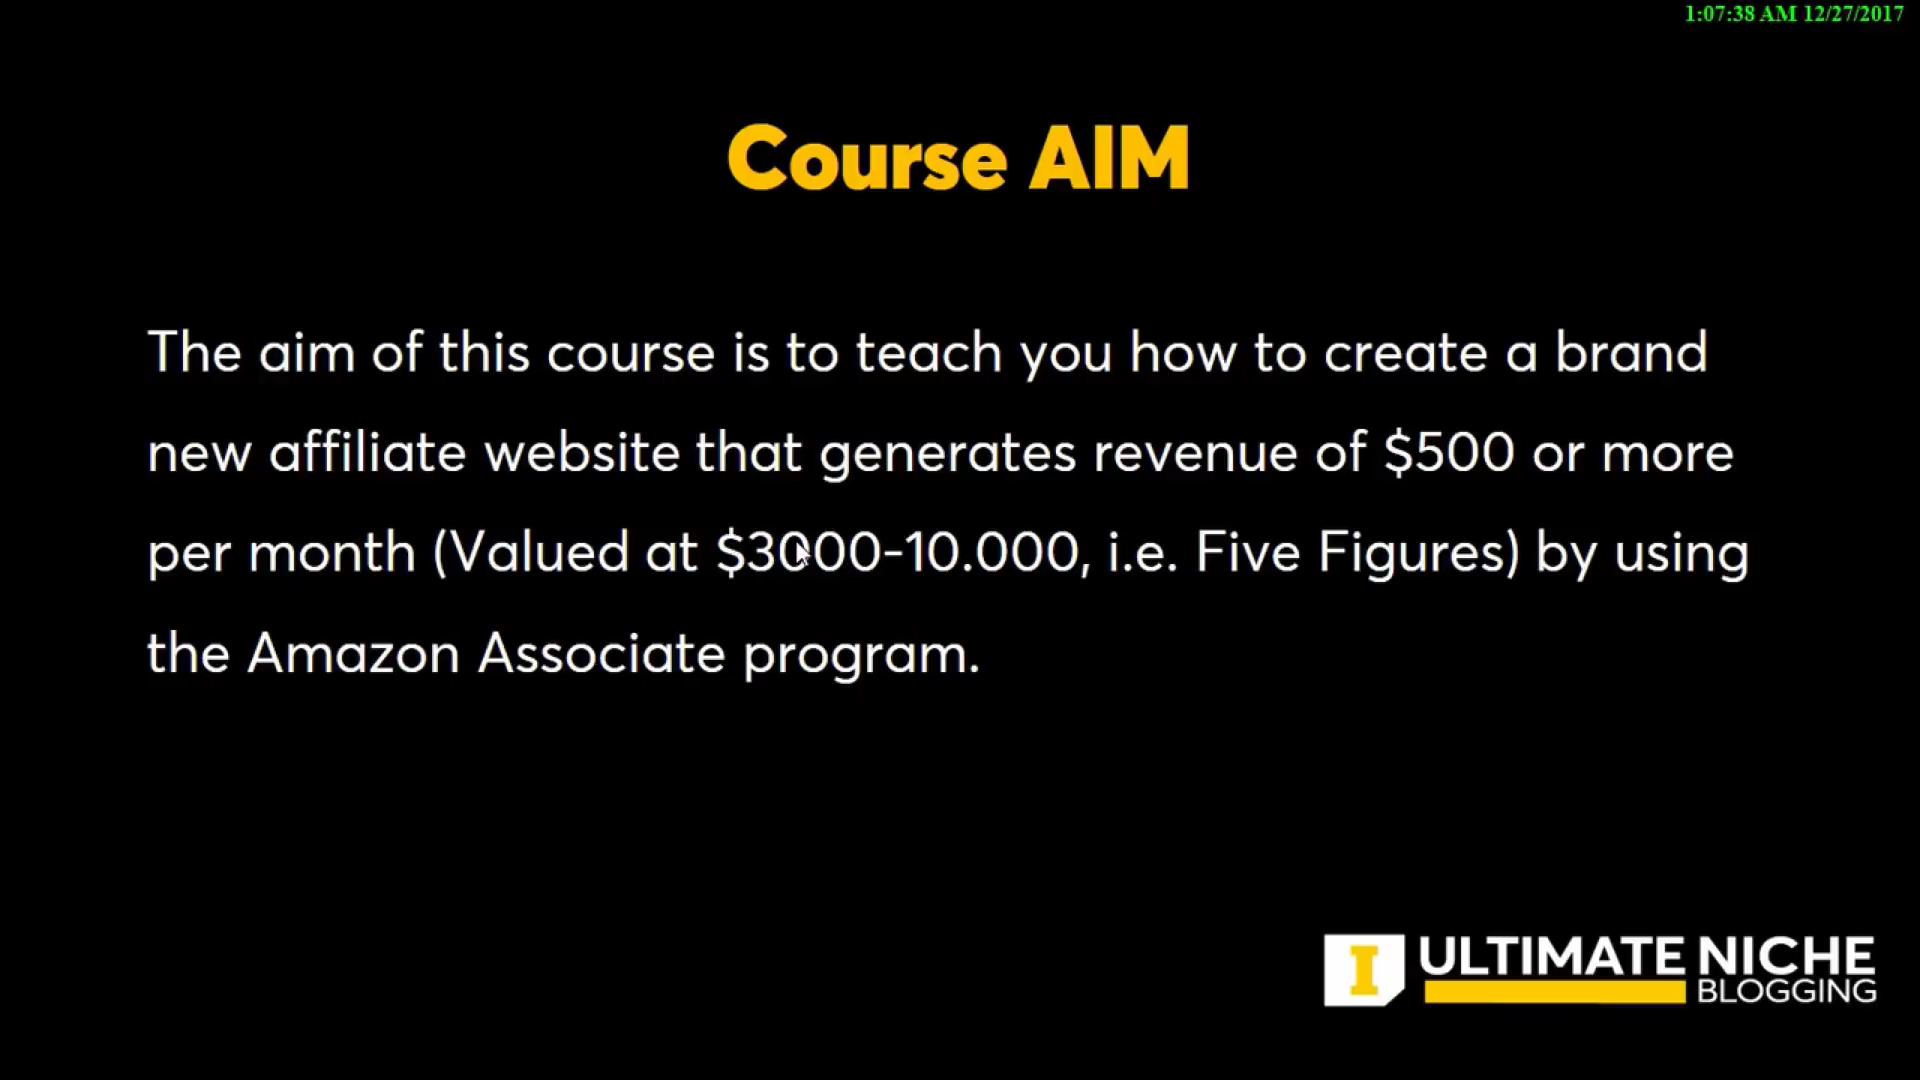 1:07:38 AM 12/27/2017
Course AIM
The aim of this course is to teach you how to create a brand
new affiliate website that generates revenue of $500 or more
per month (Valued at $3000-10.000, i.e. Five Figures) by using
the Amazon Associate program.
I ULTIMATE NICHE
BLOGGING